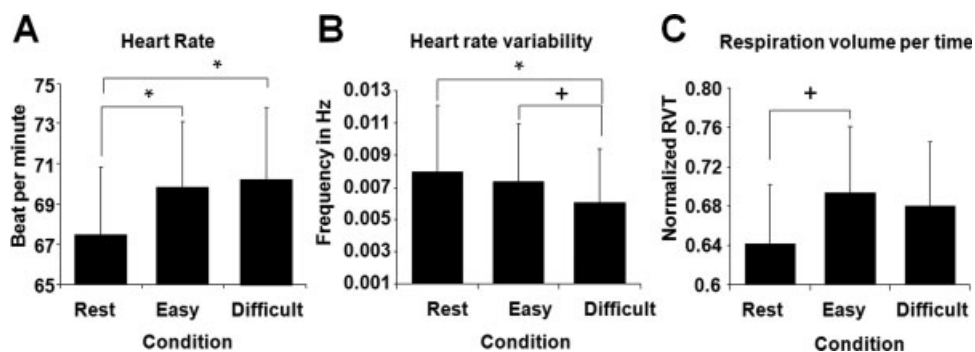 A
Heart Rate
Beat per minute
75
73
71
69
67
65
*
*
Rest Easy Difficult
Condition
B
Heart rate variability
Frequency in Hz
0.013
0.011
0.009
0.007
0.005
0.003
0.001
*
+
Rest Easy Difficult
Condition
C
Respiration volume per time
Normalized RVT
0.80
0.76
0.72
0.68
0.64
0.6
+
Rest Easy Difficult
Condition